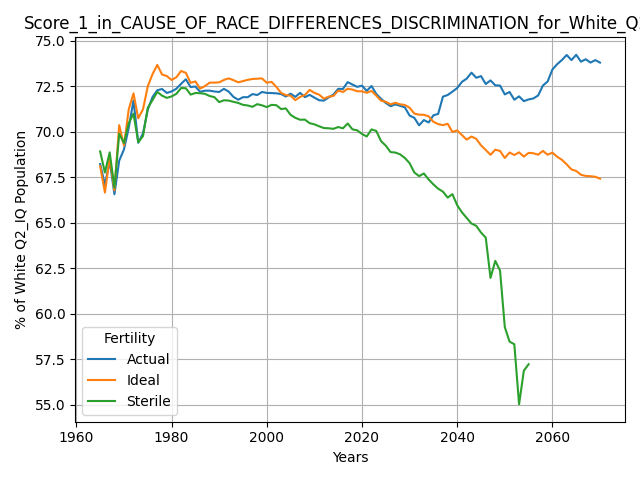 Score_1_in_CAUSE_OF_RACE_DIFFERENCES_DISCRIMINATION_for_White_Q
75.0
72.5
70.0
67.5
65.0
62.5
60.0
57.5
55.0
% of White Q2_IQ Population
Fertility
Actual
Ideal
Sterile
1960 1980 2000 2020 2040 2060
Years